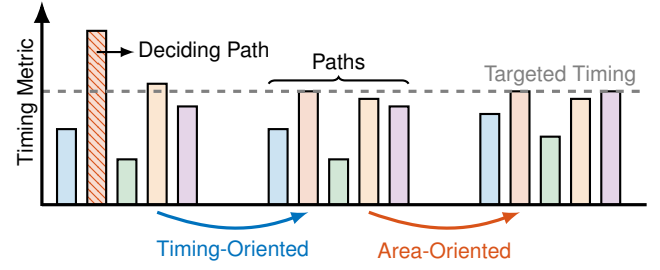 Timing Metric
Deciding Path
Paths
Targeted Timing
Timing-Oriented
Area-Oriented